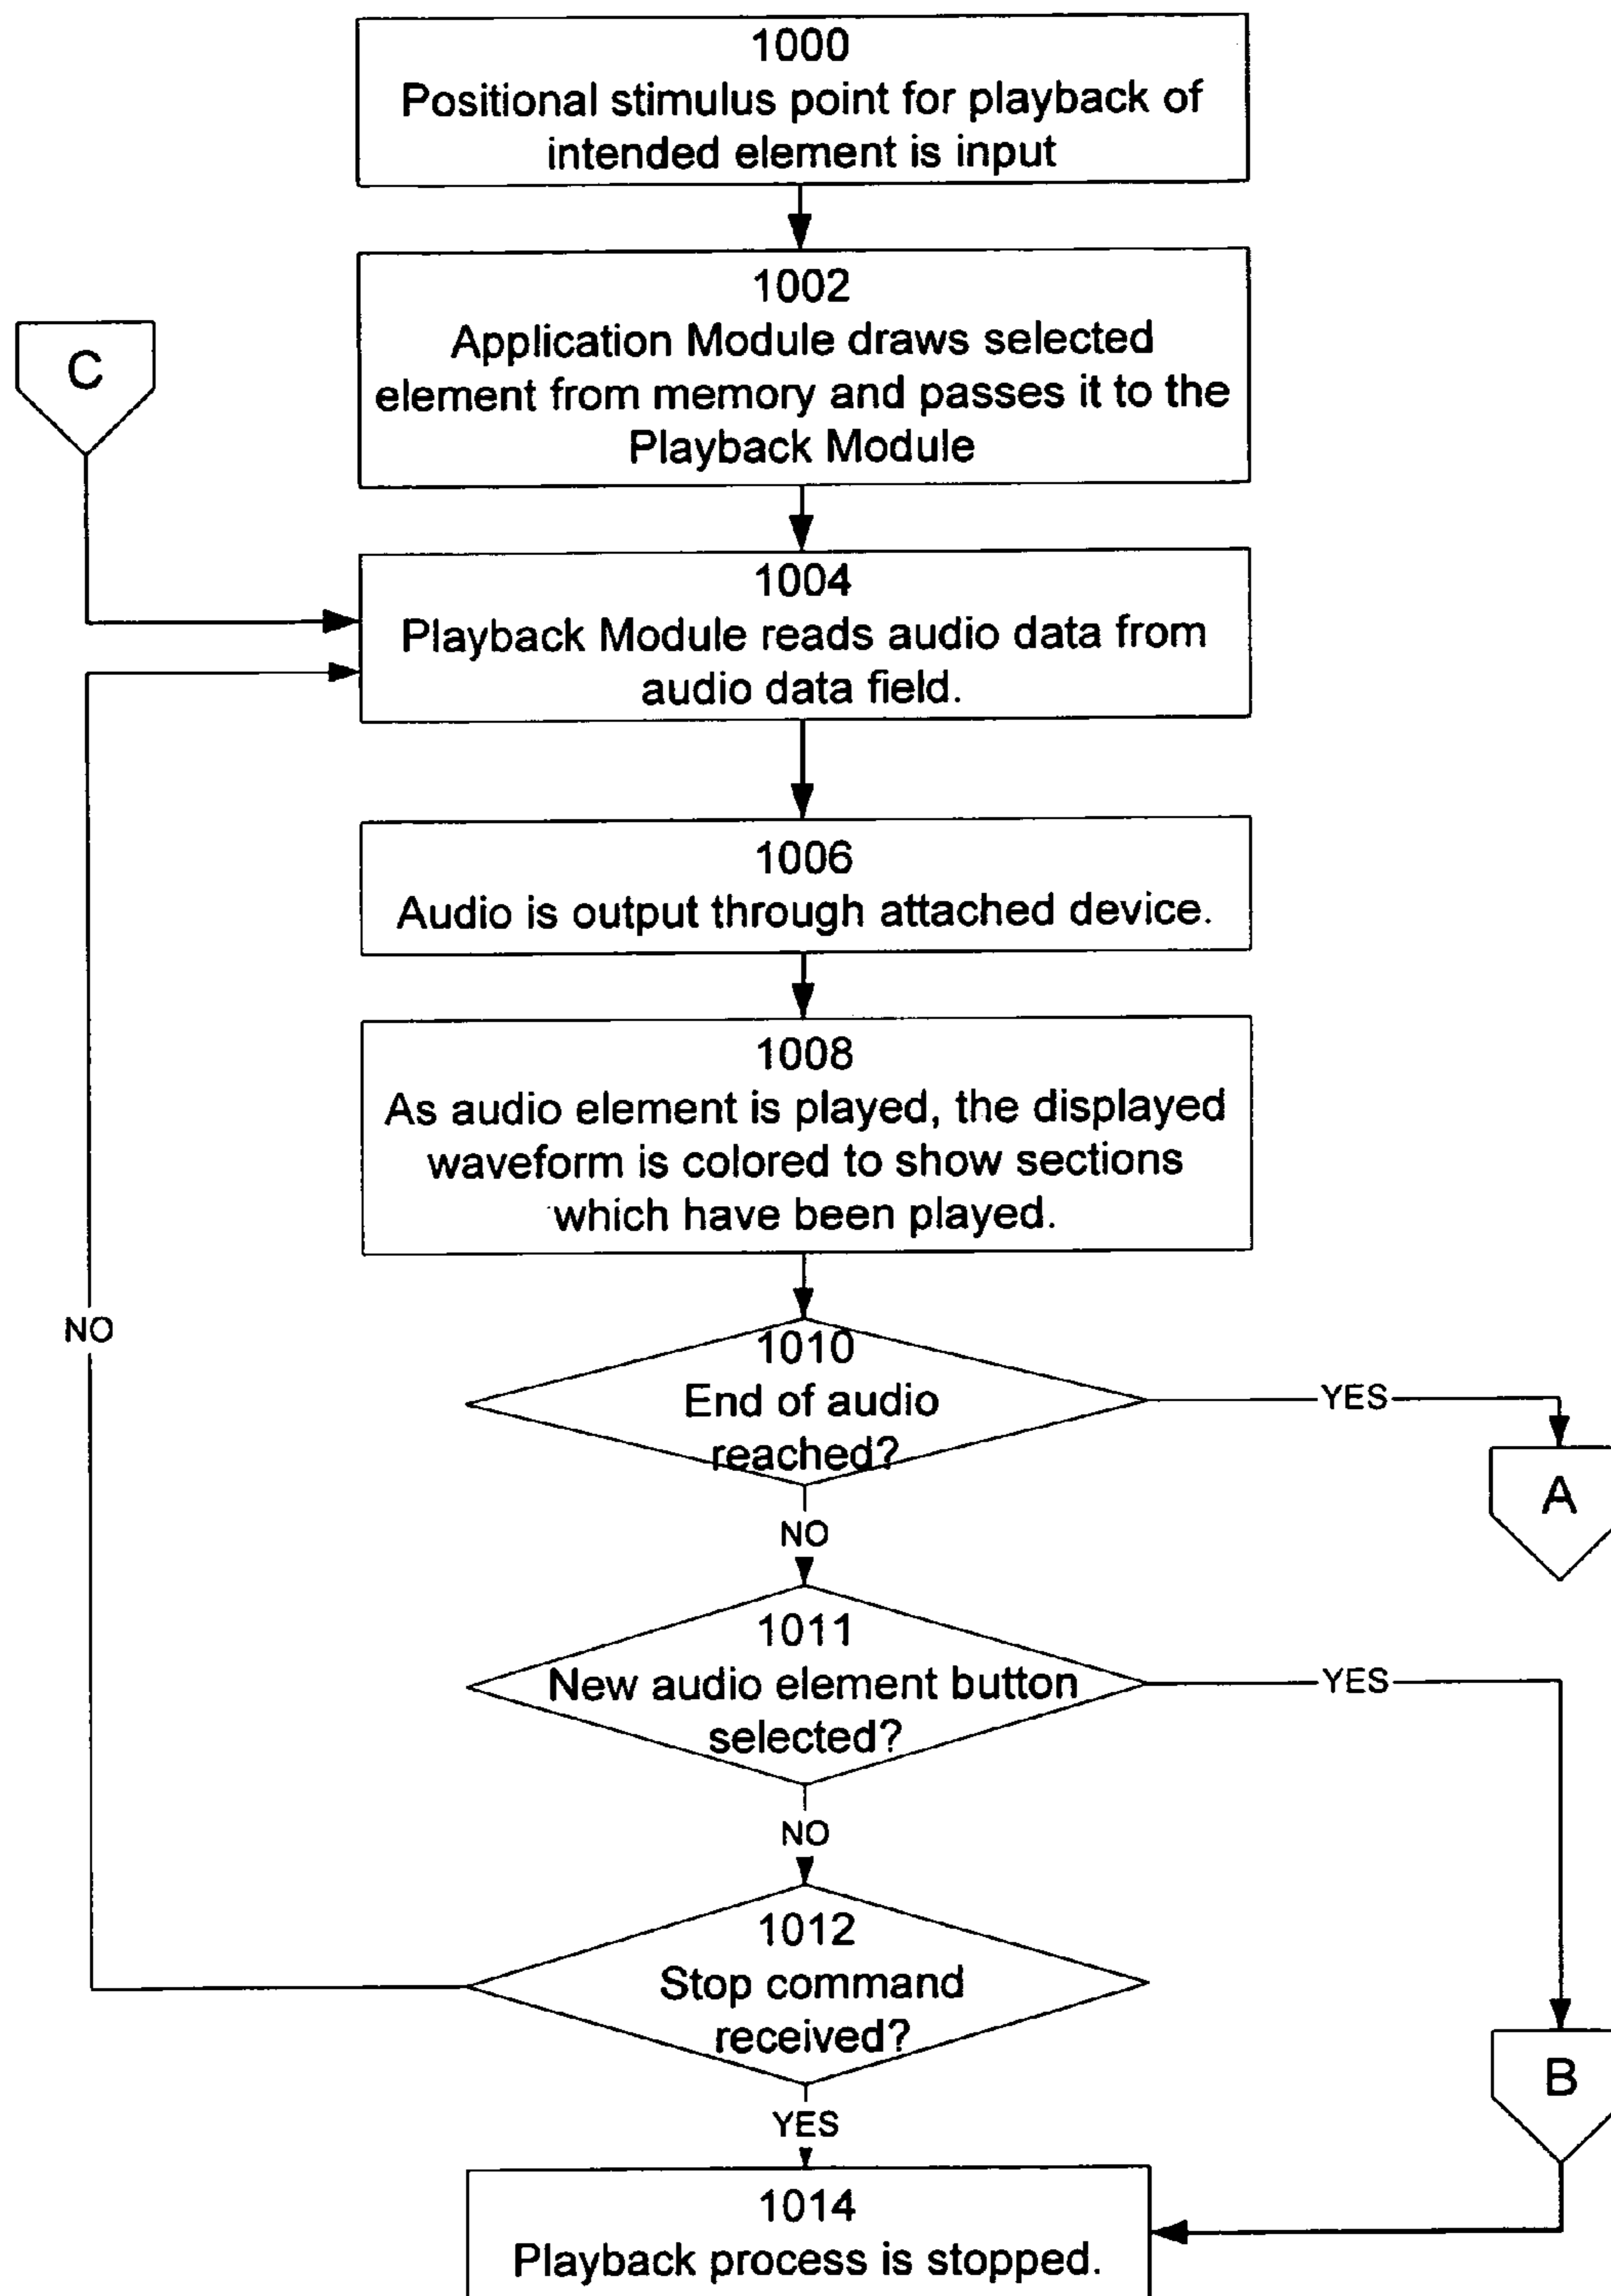 1000
Positional stimulus point for playback of
intended element is input
1002
Application Module draws selected
element from memory and passes it to the
Playback Module
C
1004
Playback Module reads audio data from
audio data field.
1006
Audio is output through attached device.
1008
As audio element is played, the displayed
waveform is colored to show sections
which have been played.
NO
1010
End of audio
reached?
YES
A
NO
1011
New audio element button
selected?
YES
NO
1012
Stop command
received?
B
YES
1014
Playback process is stopped.